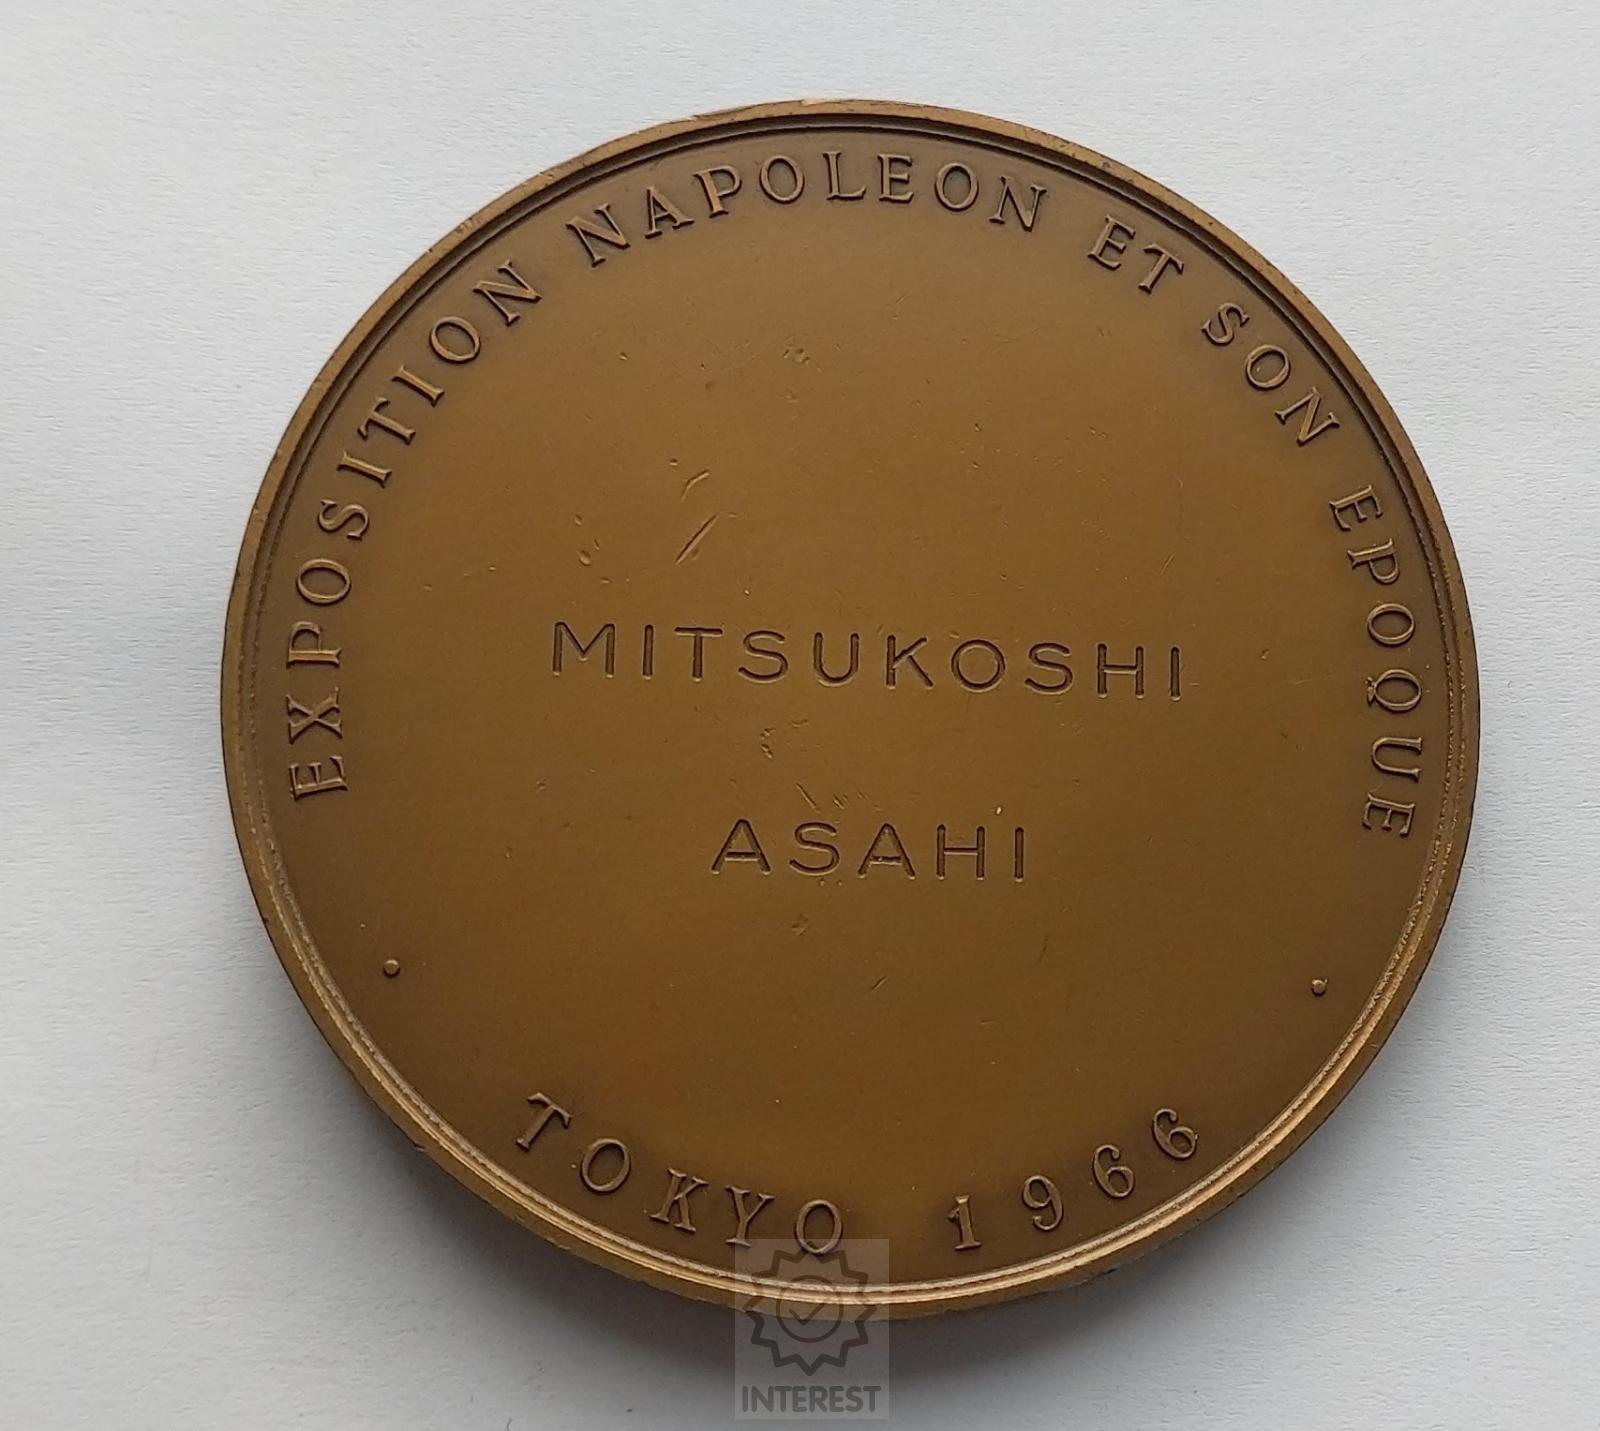 EXPOSITION NAPOLEON ET SON EPOQUE
MITSUKOSHI
ASAHI
TOKYO 1966
INTEREST